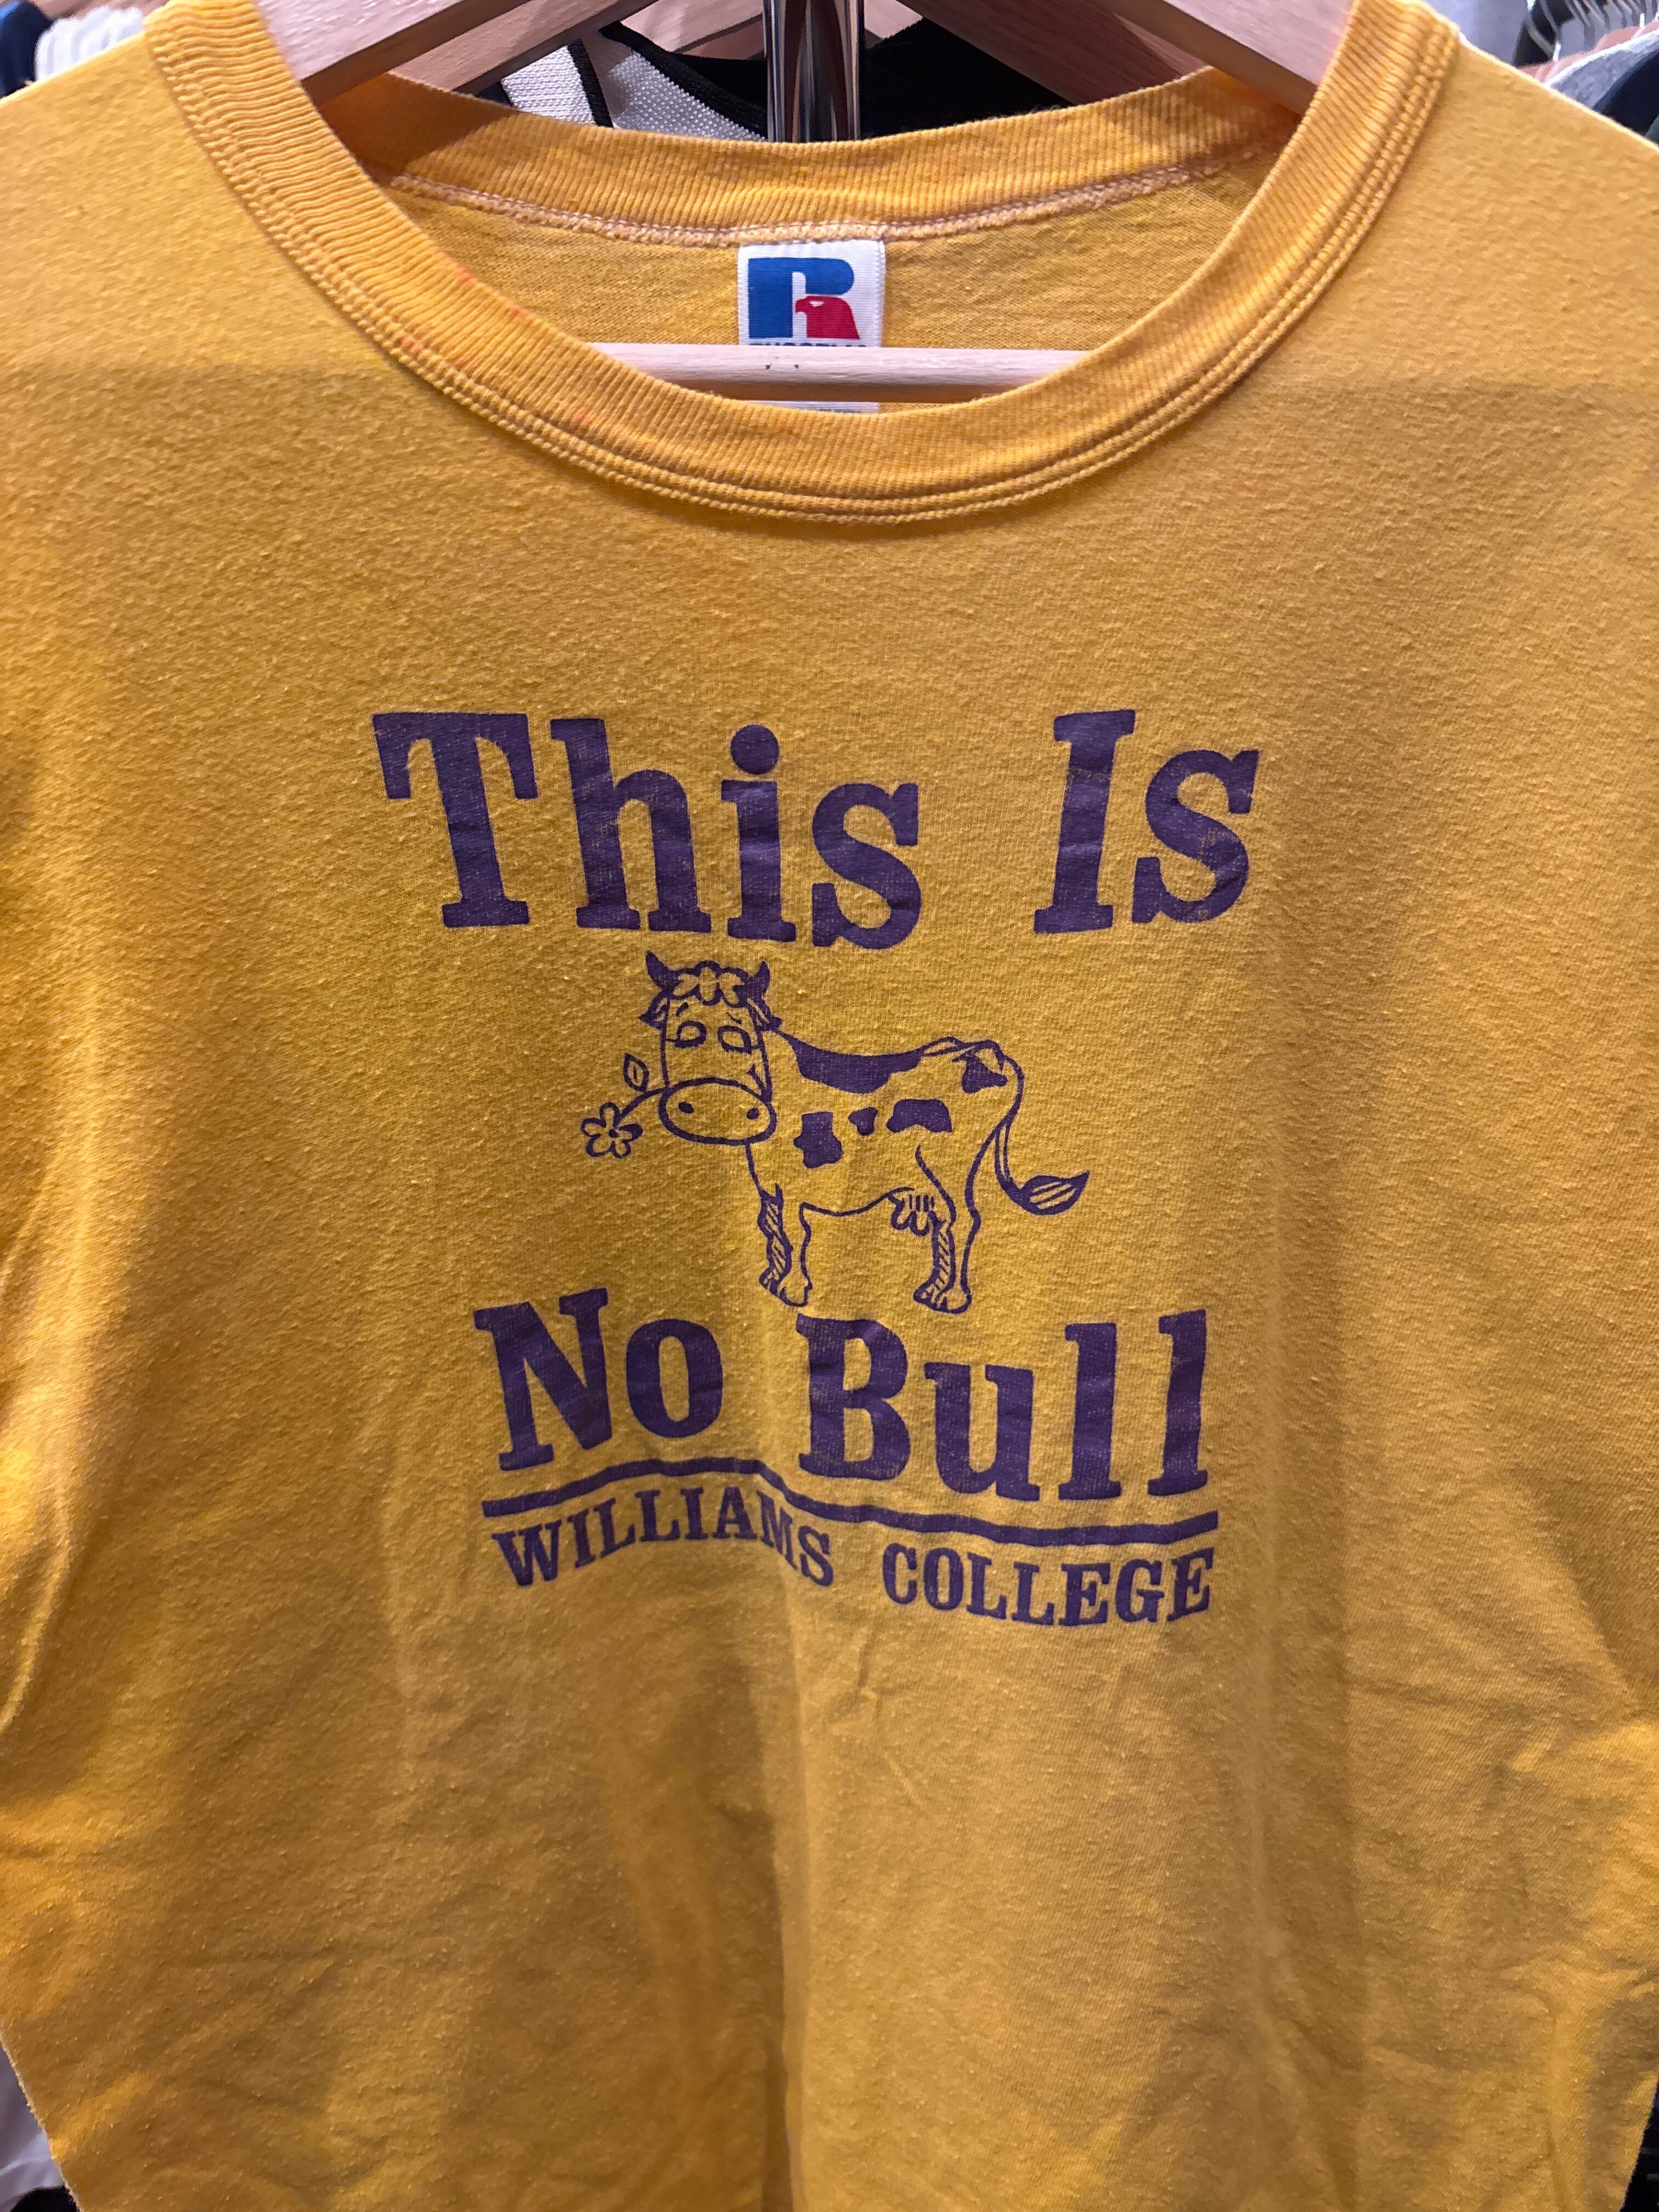 R
This Is
No Bull
WILLIAMS COLLEGE